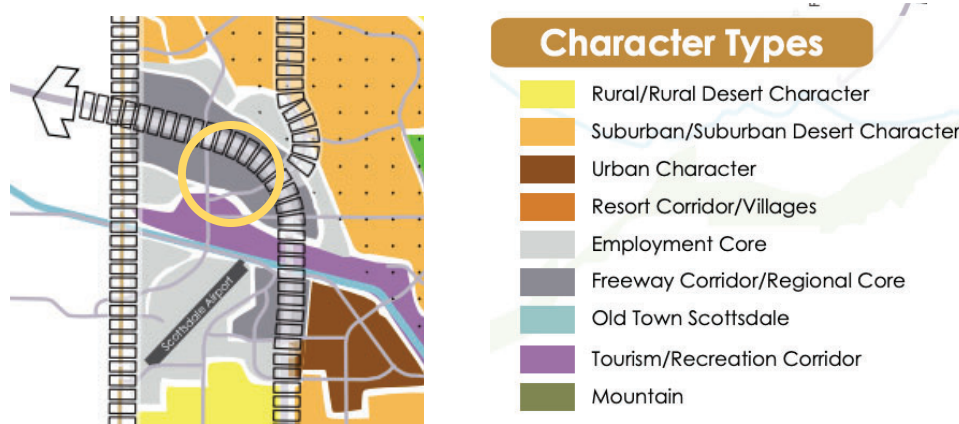 Scottsdale Airport
Character Types
Rural/Rural Desert Character
Suburban/Suburban Desert Character
Urban Character
Resort Corridor/Villages
Employment Core
Freeway Corridor/Regional Core
Old Town Scottsdale
Tourism/Recreation Corridor
Mountain